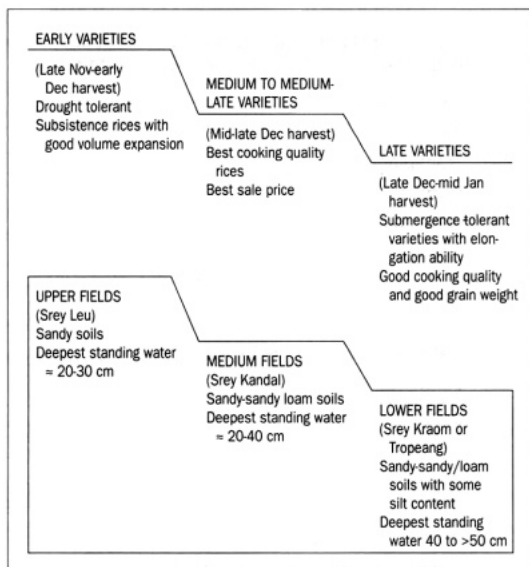 EARLY VARIETIES
(Late Nov-early
Dec harvest)
Drought tolerant
Subsistence rices with
good volume expansion
MEDIUM TO MEDIUM-
LATE VARIETIES
(Mid-late Dec harvest)
Best cooking quality
rices
Best sale price
LATE VARIETIES
(Late Dec-mid Jan
harvest)
Submergence tolerant
varieties with elon-
gation ability
Good cooking quality
and good grain weight
UPPER FIELDS
(Srey Leu)
Sandy soils
Deepest standing water
≈ 20-30 cm
MEDIUM FIELDS
(Srey Kandal)
Sandy-sandy loam soils
Deepest standing water
≈ 20-40 cm
LOWER FIELDS
(Srey Kraom or
Tropeang)
Sandy-sandy/loam
soils with some
silt content
Deepest standing
water 40 to >50 cm